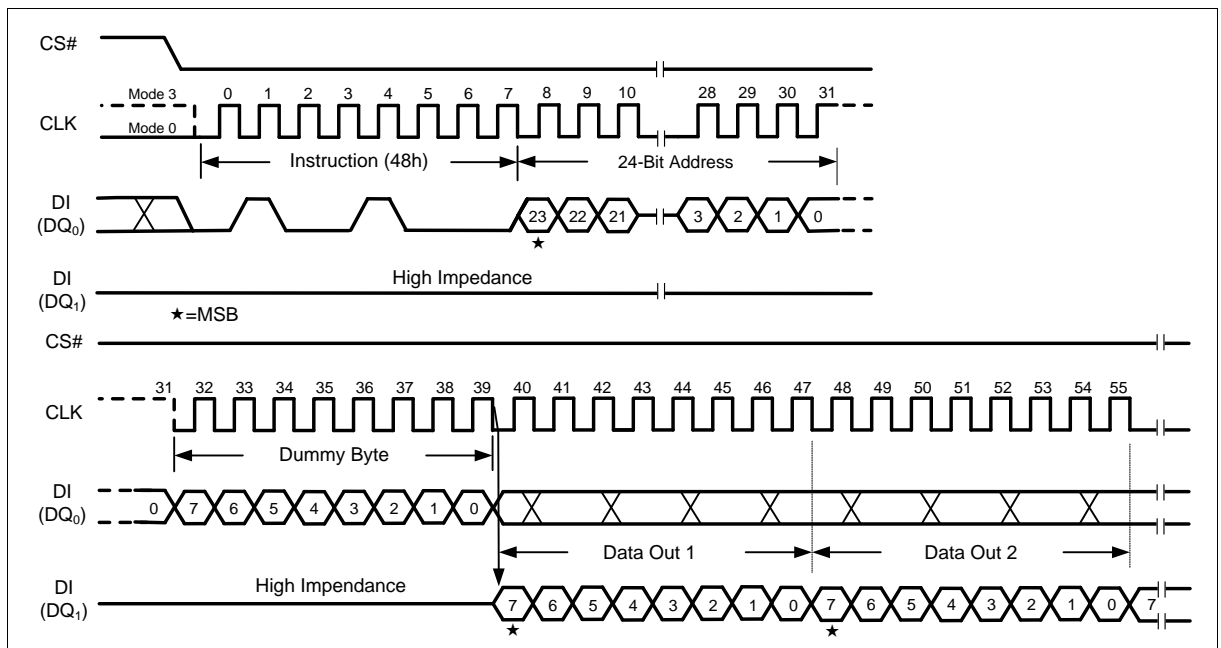 CS#
Mode 3 0 1 2 3 4 5 6 7 8 9 10 28 29 30 31
CLK
Mode 0
Instruction (48h) 24-Bit Address
DI
(DQ0) 23 22 21 3 2 1 0
★
High Impedance
DI
(DQ1)
★=MSB
CS#
31 32 33 34 35 36 37 38 39 40 41 42 43 44 45 46 47 48 49 50 51 52 53 54 55
CLK
Dummy Byte
DI
(DQ0) 0 7 6 5 4 3 2 1 0
Data Out 1 Data Out 2
High Impendance
DI
(DQ1) 7 6 5 4 3 2 1 0 7 6 5 4 3 2 1 0 7
★ ★